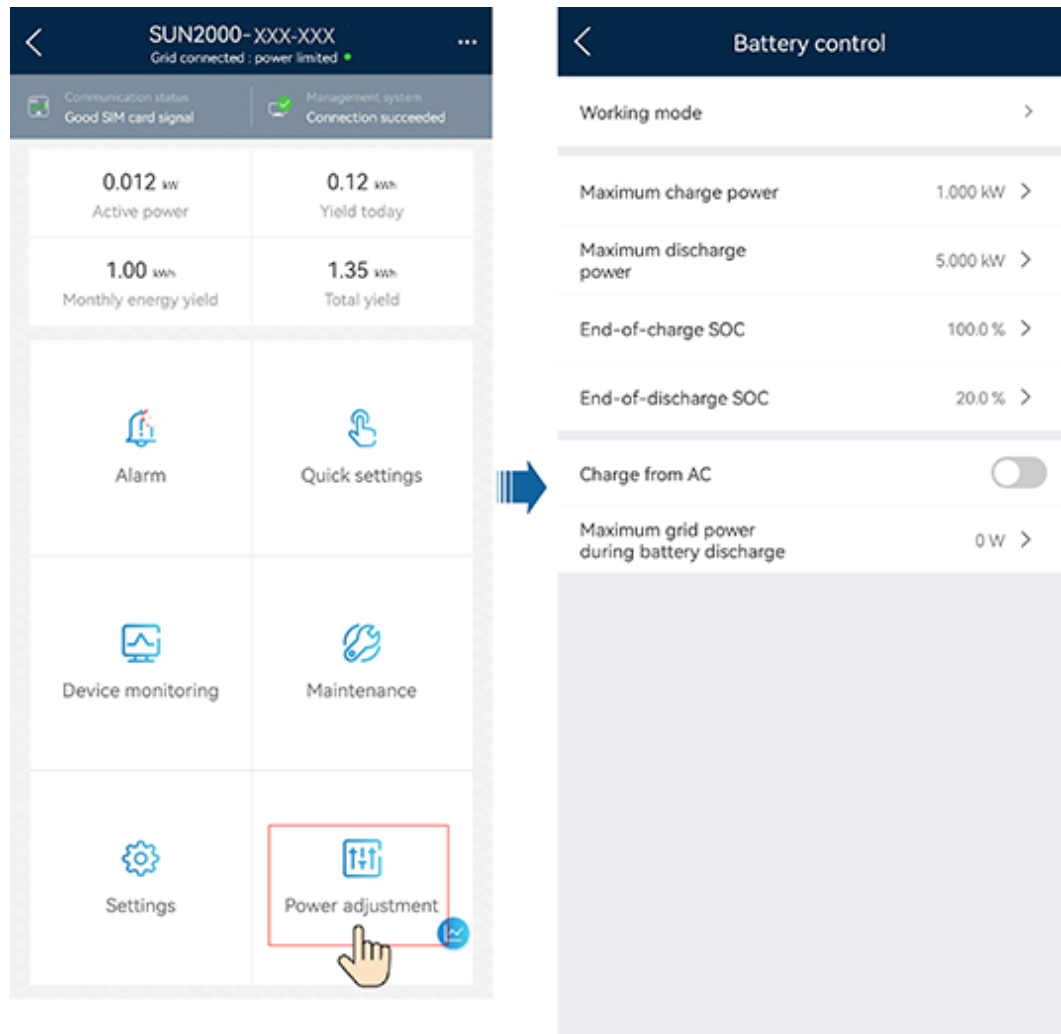 SUN2000-XXX-XXX
Grid connected : power limited
Communication status
Good SIM card signal
Management system
Connection succeeded
0.012 kW
Active power
0.12 kWh
Yield today
1.00 kWh
Monthly energy yield
1.35 kWh
Total yield
Alarm
Quick settings
Device monitoring
Maintenance
Settings
Power adjustment
Battery control
Working mode
Maximum charge power
1.000 kW
Maximum discharge
power
5.000 kW
End-of-charge SOC
100.0 %
End-of-discharge SOC
20.0 %
Charge from AC
Maximum grid power
during battery discharge
0 W